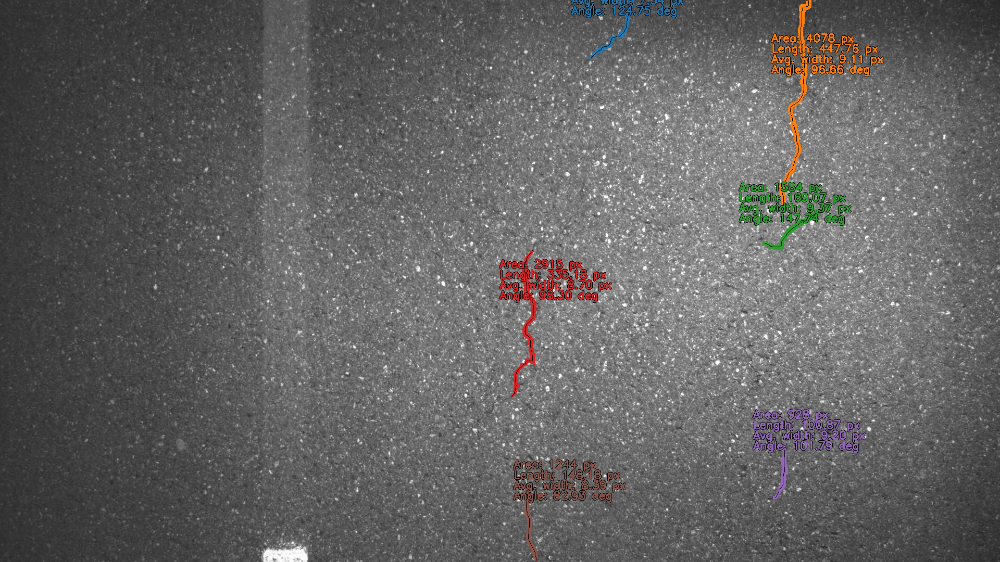 Avg. width: 7.54 px
Angle: 124.75 deg
Area: 4078 px
Length: 447.76 px
Avg. width: 9.11 px
Angle: 96.66 deg
Area: 1584 px
Length: 169.07 px
Avg. width: 9.37 px
Angle: 147.74 deg
Area: 2915 px
Length: 335.18 px
Avg. width: 8.70 px
Angle: 98.30 deg
Area: 928 px
Length: 100.87 px
Avg. width: 9.20 px
Angle: 101.79 deg
Area: 1244 px
Length: 148.18 px
Avg. width: 8.39 px
Angle: 82.93 deg